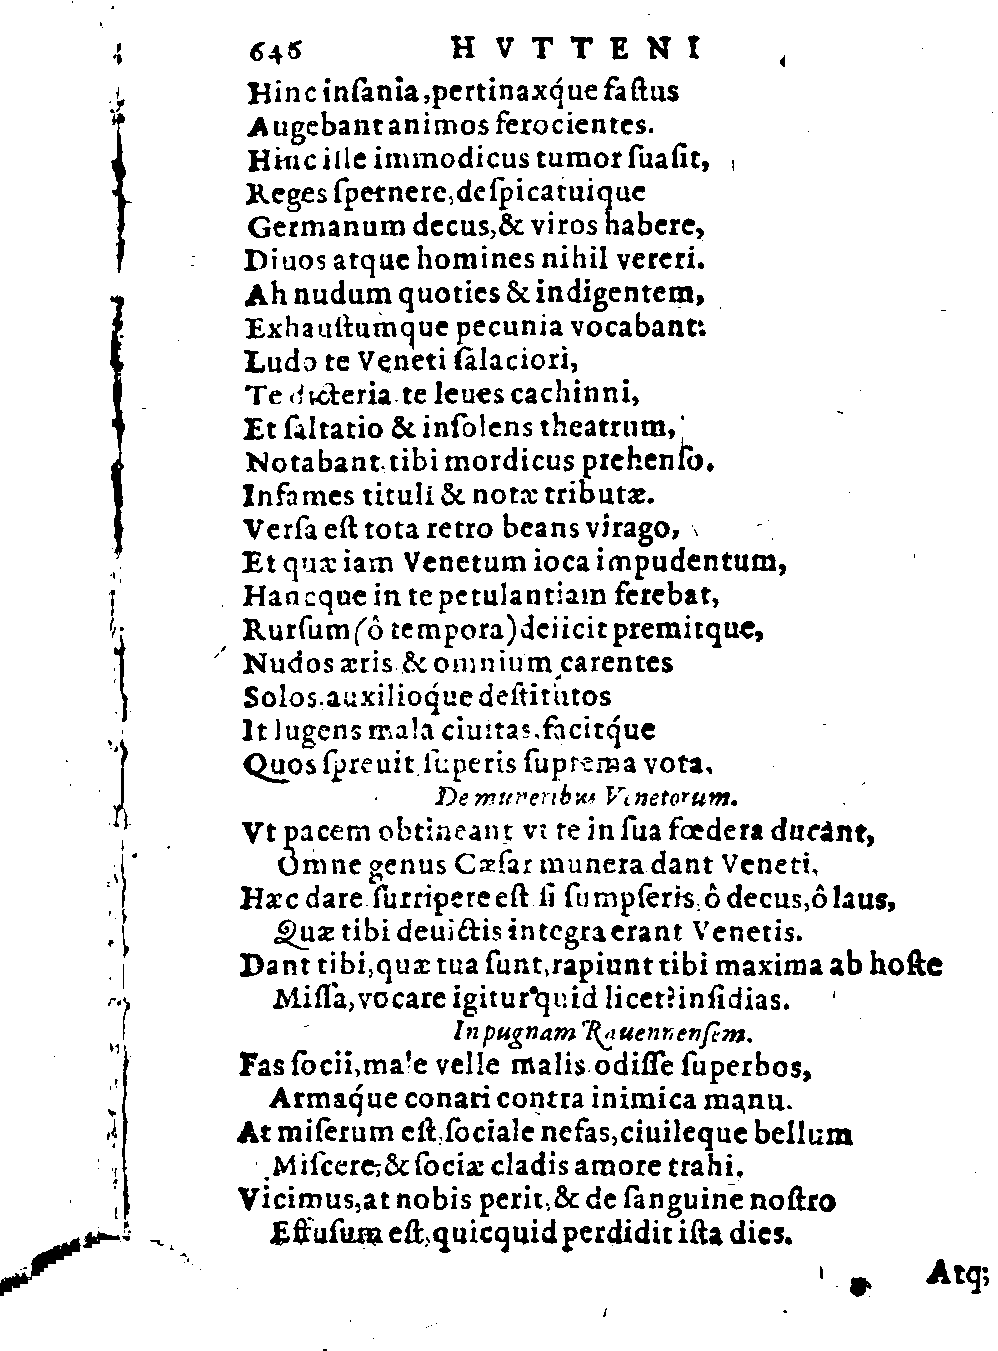 646 HVTTENI
Hinc inſania, pertinaxq́ue faſtus
Augebant animos ferocientes.
Hinc ille immodicus tumor ſuaſit,
Reges ſpernere, deſpicatuique
Germanum decus, & viros habere,
Diuos atque homines nihil vereri.
Ah nudum quoties & indigentem,
Exhauſtumque pecunia vocabant:
Ludo te Veneti ſalaciori,
Te dicteria te leues cachinni,
Et ſaltatio & inſolens theatrum,
Notabant, tibi mordicus prehenſo.
Infames tituli & notæ tributæ.
Verſa eſt tota retro beans virago,
Et quæ iam Venetum ioca impudentum,
Hancque in te petulantiam ferebat,
Rurſum (ô tempora) deiicit premitque,
Nudos æris & omnium carentes
Solos. auxilioq́ue deſtitutos
It lugens mala ciuitas, facitq́ue
Quos ſpreuit ſuperis ſuprema vota.
De muneribus Venetorum.
Vt pacem obtineant vt te in ſua fœdera ducant,
Omne genus Cæſar munera dant Veneti.
Hæc dare ſurripere eſt ſi ſumpſeris, ô decus, ô laus,
Quæ tibi deuictis integra erant Venetis.
Dant tibi, quæ tua ſunt, rapiunt tibi maxima ab hoſte
Miſſa, vocare igitur quid licet? inſidias.
In pugnam Rauennenſem.
Fas ſocii, male velle malis odiſſe ſuperbos,
Armaq́ue conari contra inimica manu.
At miſerum eſt, ſociale nefas, ciuileque bellum
Miſcere, & ſociæ cladis amore trahi.
Vicimus, at nobis perit, & de ſanguine noſtro
Effuſum eſt, quicquid perdidit iſta dies.
Atq;